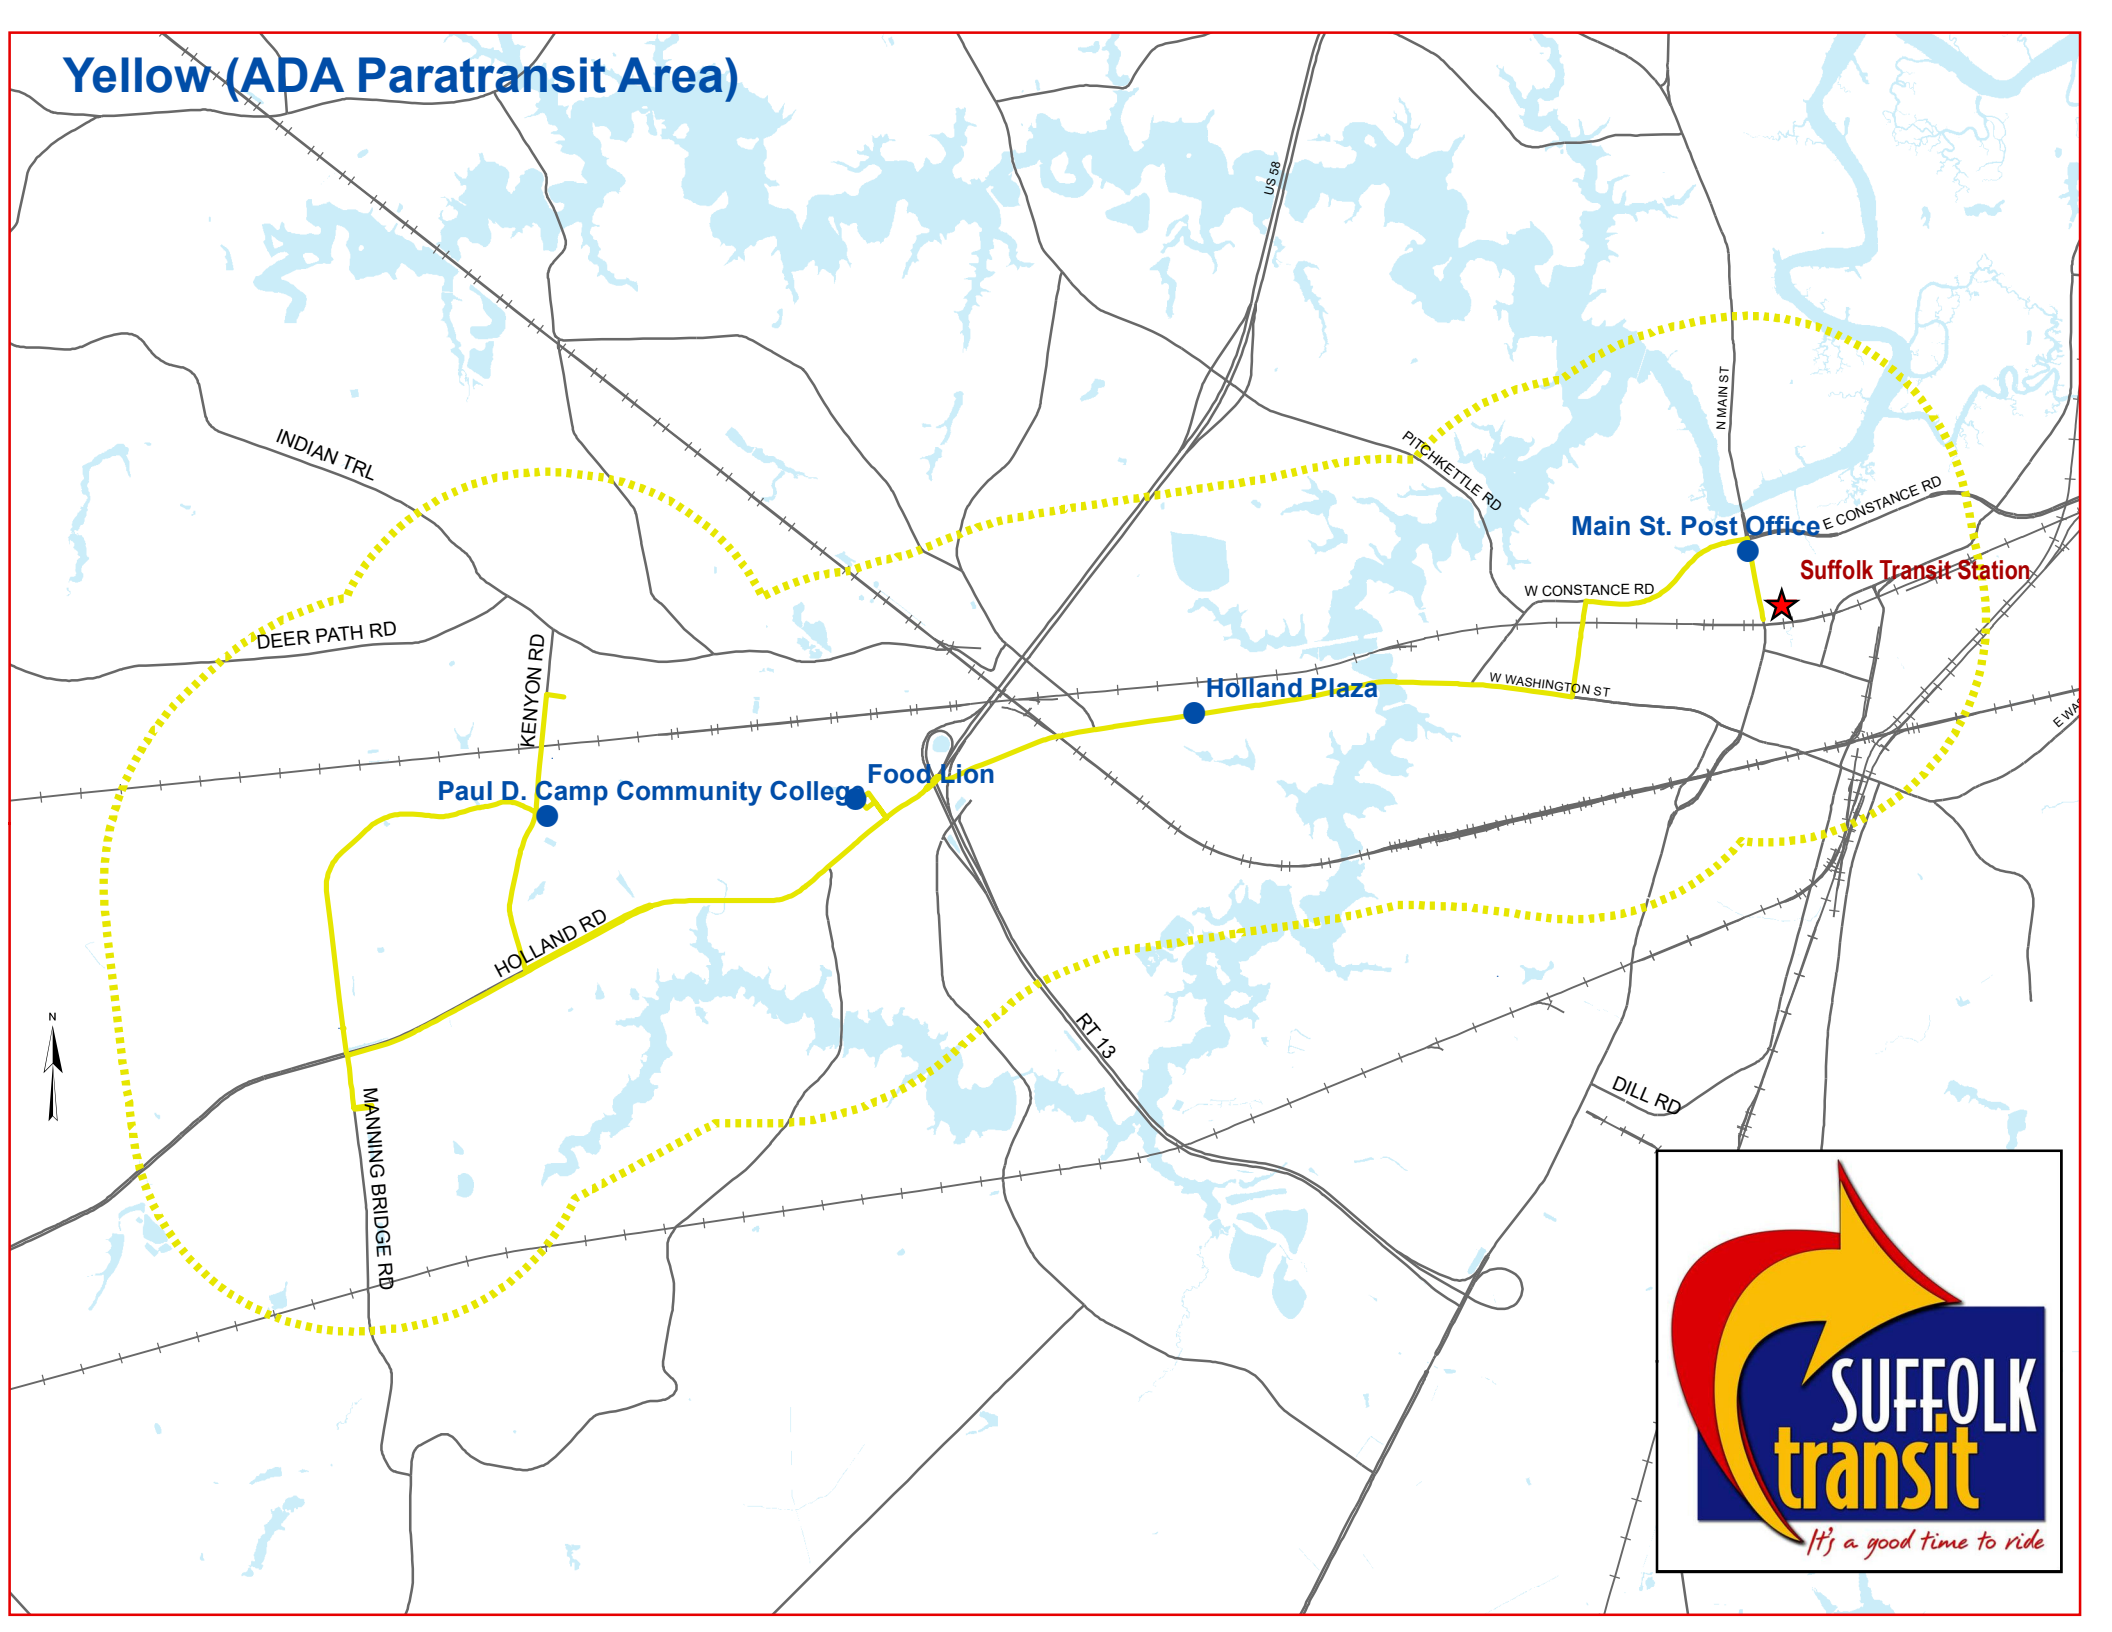 Yellow (ADA Paratransit Area)
US 58
N MAIN ST
INDIAN TRL
PITCHKETTLE RD
E CONSTANCE RD
Main St. Post Office
Suffolk Transit Station
W CONSTANCE RD
DEER PATH RD
KENYON RD
W WASHINGTON ST
Holland Plaza
Food Lion
Paul D. Camp Community College
HOLLAND RD
N
RT 13
MANNING BRIDGE RD
DILL RD
SUFFOLK
transit
It's a good time to ride